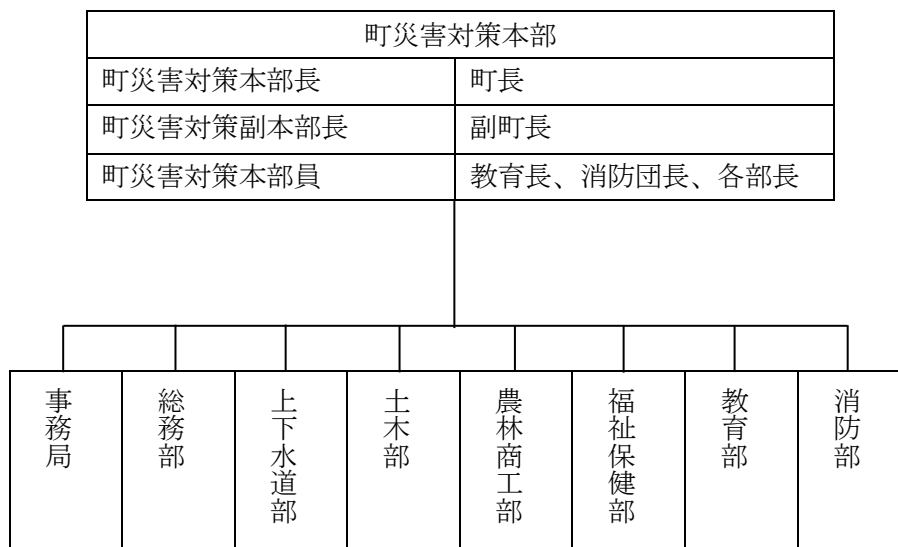 町災害対策本部
町災害対策本部長 町長
町災害対策副本部長 副町長
町災害対策本部員 教育長、消防団長、各部長
事務局
総務部
上下水道部
土木部
農林商工部
福祉保健部
教育部
消防部